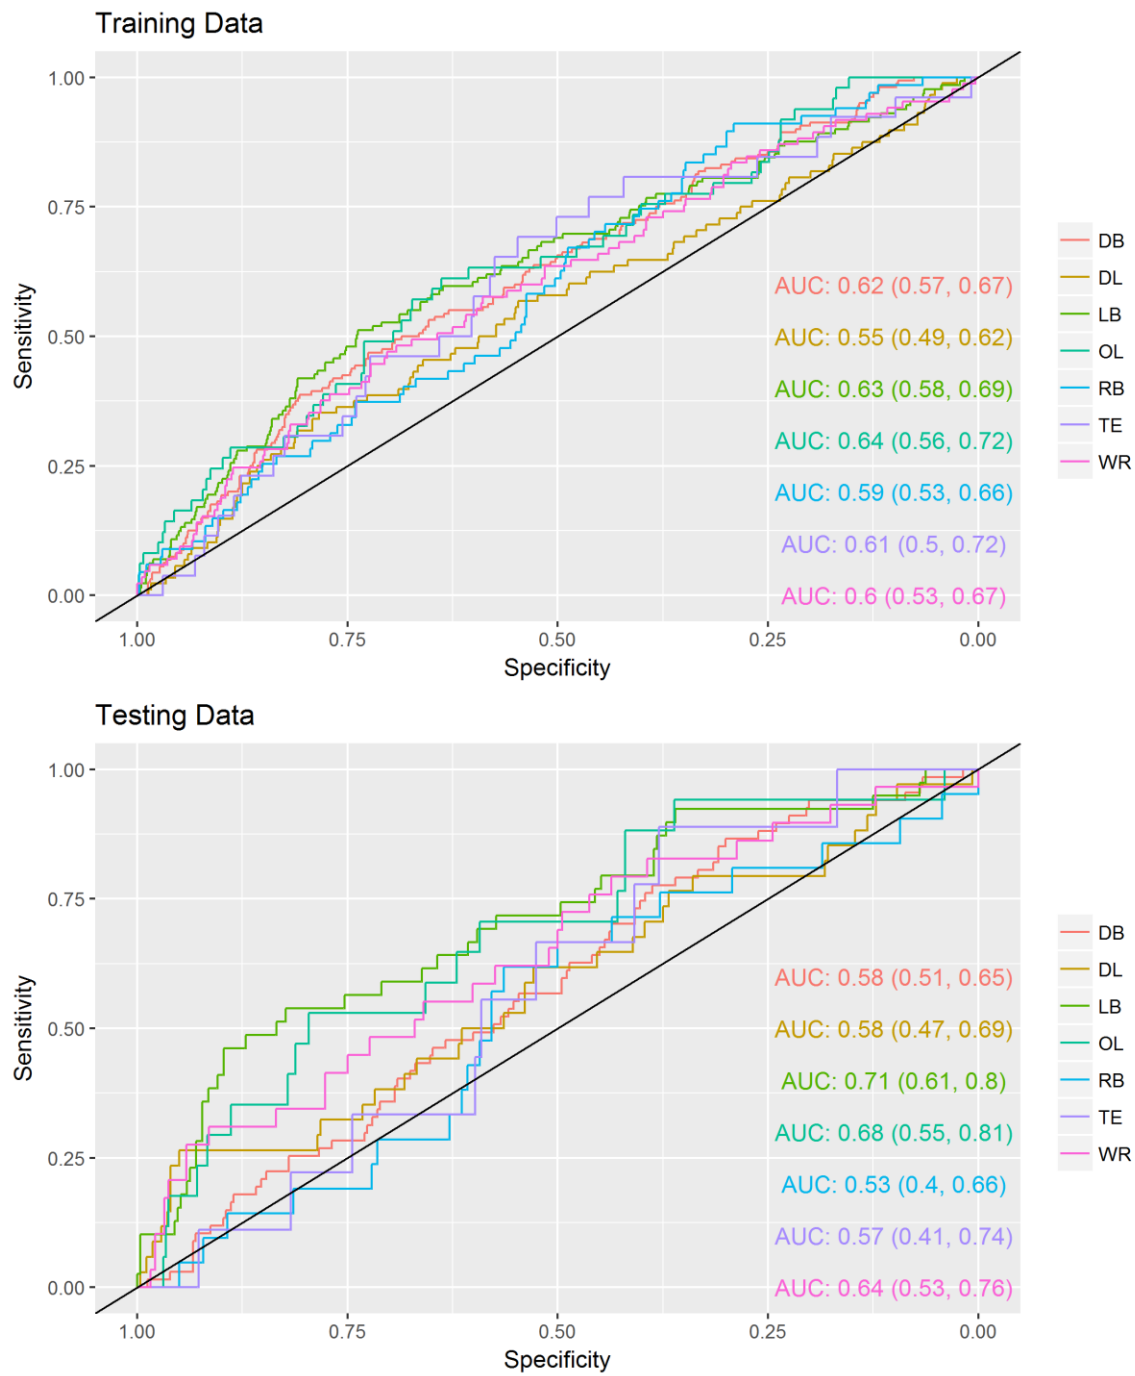 Training Data
1.00
0.75
0.50
0.25
0.00
Sensitivity
AUC: 0.62 (0.57, 0.67)
AUC: 0.55 (0.49, 0.62)
AUC: 0.63 (0.58, 0.69)
AUC: 0.64 (0.56, 0.72)
AUC: 0.59 (0.53, 0.66)
AUC: 0.61 (0.5, 0.72)
AUC: 0.6 (0.53, 0.67)
DB
DL
LB
OL
RB
TE
WR
1.00 0.75 0.50 0.25 0.00
Specificity
Testing Data
1.00
0.75
0.50
0.25
0.00
Sensitivity
AUC: 0.58 (0.51, 0.65)
AUC: 0.58 (0.47, 0.69)
AUC: 0.71 (0.61, 0.8)
AUC: 0.68 (0.55, 0.81)
AUC: 0.53 (0.4, 0.66)
AUC: 0.57 (0.41, 0.74)
AUC: 0.64 (0.53, 0.76)
DB
DL
LB
OL
RB
TE
WR
1.00 0.75 0.50 0.25 0.00
Specificity